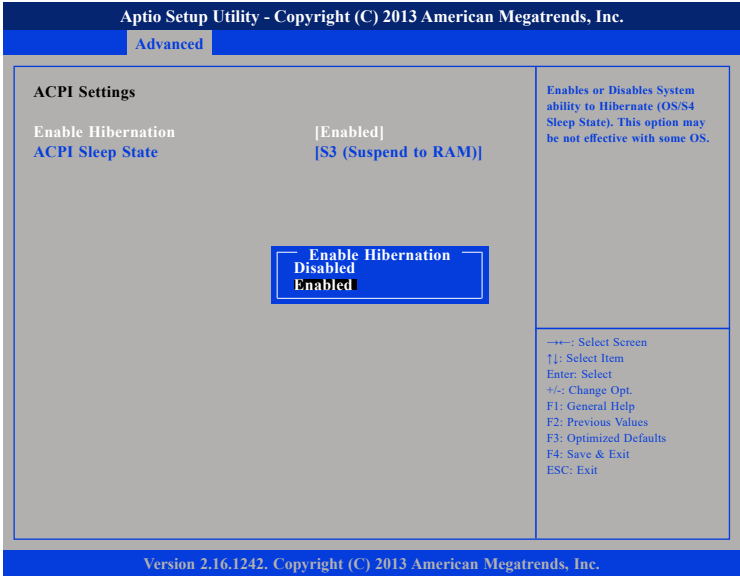 Aptio Setup Utility - Copyright (C) 2013 American Megatrends, Inc.
Advanced
ACPI Settings
Enable Hibernation [Enabled]
ACPI Sleep State [S3 (Suspend to RAM)]
Enable Hibernation
Disabled
Enabled
Enables or Disables System
ability to Hibernate (OS/S4
Sleep State). This option may
be not effective with some OS.
→←: Select Screen
↑↓: Select Item
Enter: Select
+/-: Change Opt.
F1: General Help
F2: Previous Values
F3: Optimized Defaults
F4: Save & Exit
ESC: Exit
Version 2.16.1242. Copyright (C) 2013 American Megatrends, Inc.